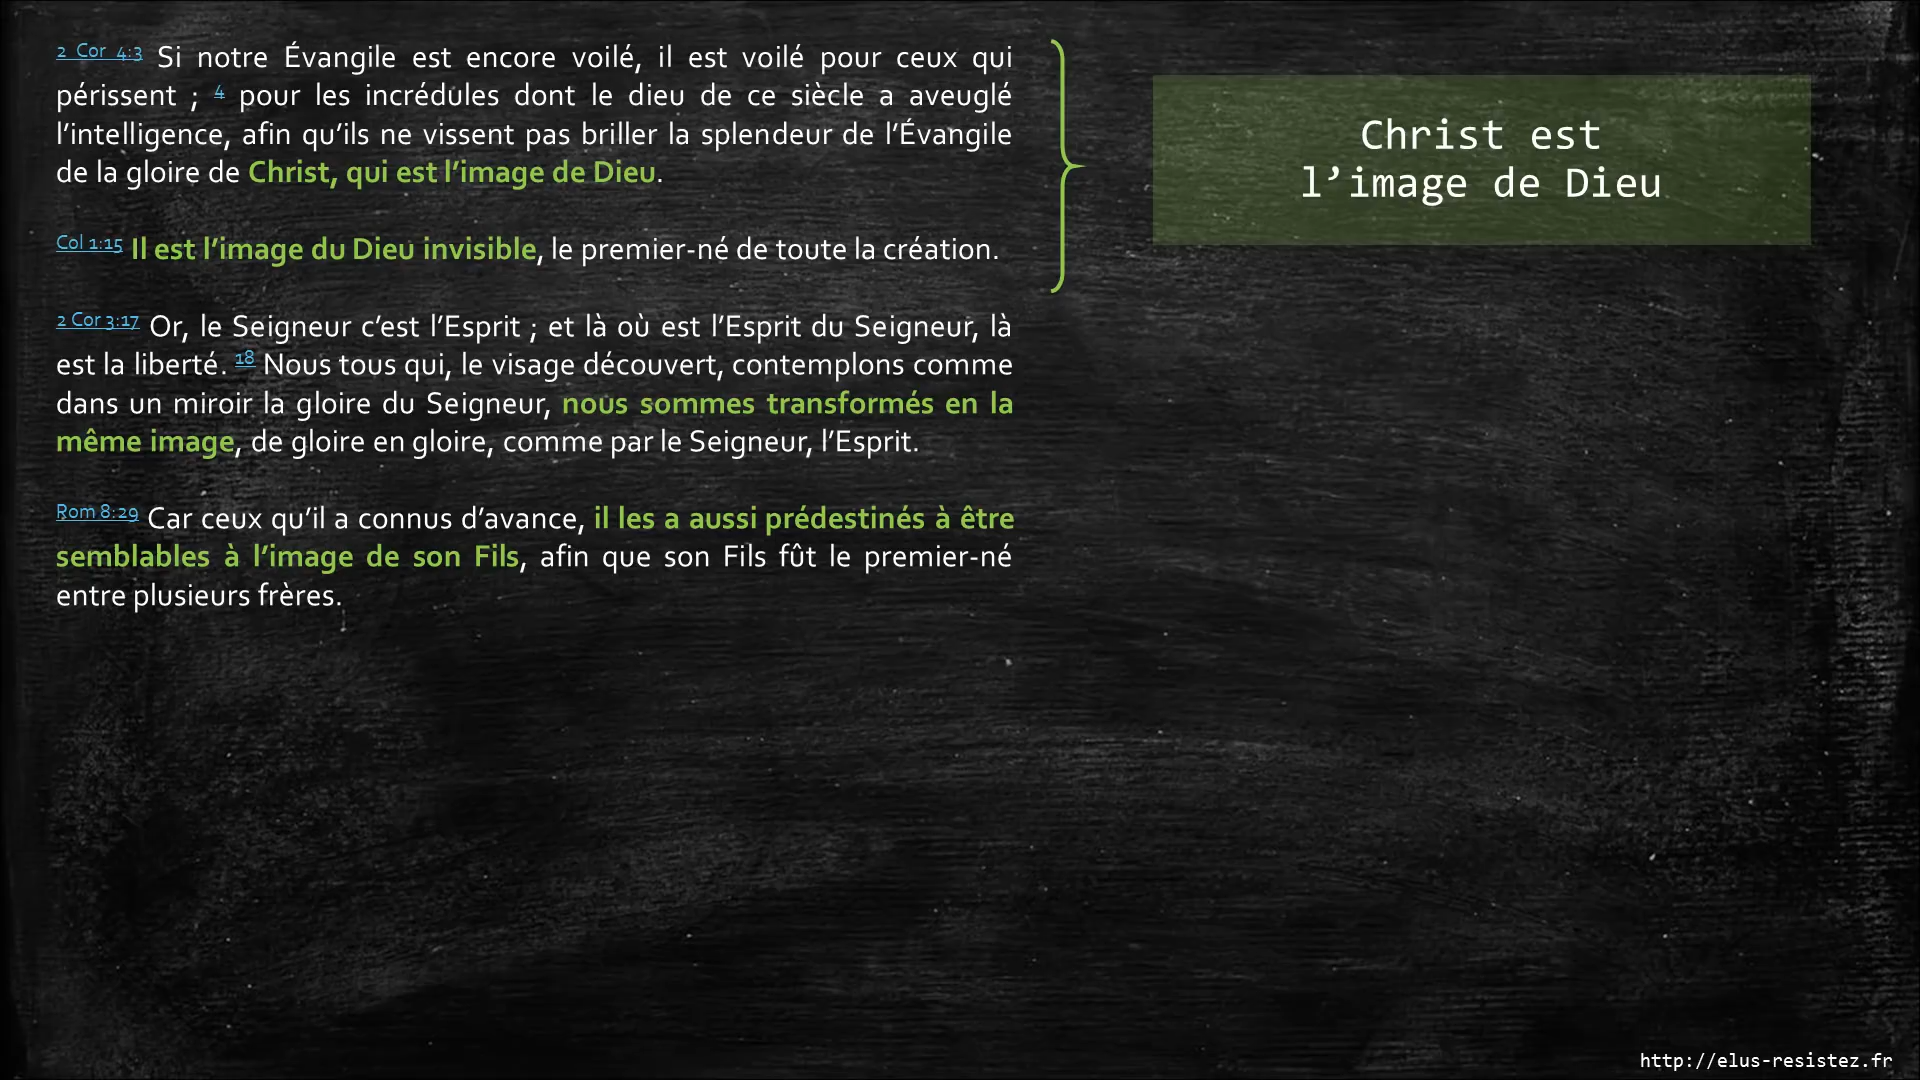 2 Cor 4:3 Si notre Évangile est encore voilé, il est voilé pour ceux qui
périssent ; 4 pour les incrédules dont le dieu de ce siècle a aveuglé
l’intelligence, afin qu’ils ne vissent pas briller la splendeur de l’Évangile
de la gloire de Christ, qui est l’image de Dieu.
Col 1:15 Il est l’image du Dieu invisible, le premier-né de toute la création.
2 Cor 3:17 Or, le Seigneur c’est l’Esprit ; et là où est l’Esprit du Seigneur, là
est la liberté. 18 Nous tous qui, le visage découvert, contemplons comme
dans un miroir la gloire du Seigneur, nous sommes transformés en la
même image, de gloire en gloire, comme par le Seigneur, l’Esprit.
Rom 8:29 Car ceux qu’il a connus d’avance, il les a aussi prédestinés à être
semblables à l’image de son Fils, afin que son Fils fût le premier-né
entre plusieurs frères.
Christ est
l’image de Dieu
http://elus-resistez.fr